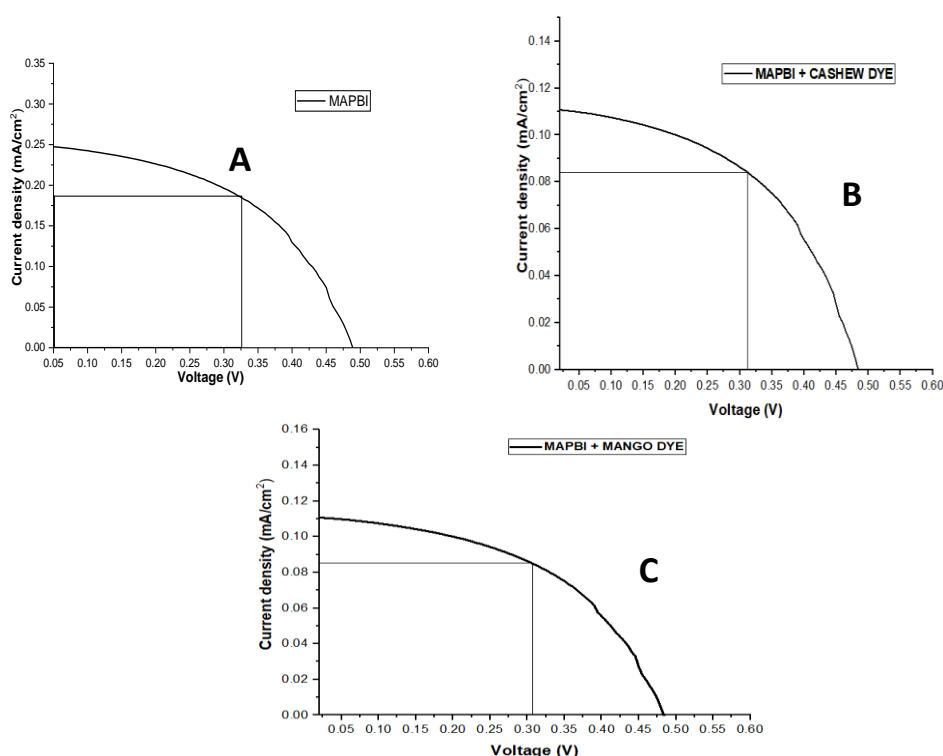 0.35
0.30
0.25
0.20
0.15
0.10
0.05
0.00
Current density (mA/cm²)
MAPBI
A
0.05 0.10 0.15 0.20 0.25 0.30 0.35 0.40 0.45 0.50 0.55 0.60
Voltage (V)
0.14
0.12
0.10
0.08
0.06
0.04
0.02
0.00
Current density (mA/cm²)
MAPBI + CASHEW DYE
B
0.05 0.10 0.15 0.20 0.25 0.30 0.35 0.40 0.45 0.50 0.55 0.60
Voltage (V)
0.16
0.14
0.12
0.10
0.08
0.06
0.04
0.02
0.00
Current density (mA/cm²)
MAPBI + MANGO DYE
C
0.05 0.10 0.15 0.20 0.25 0.30 0.35 0.40 0.45 0.50 0.55 0.60
Voltage (V)